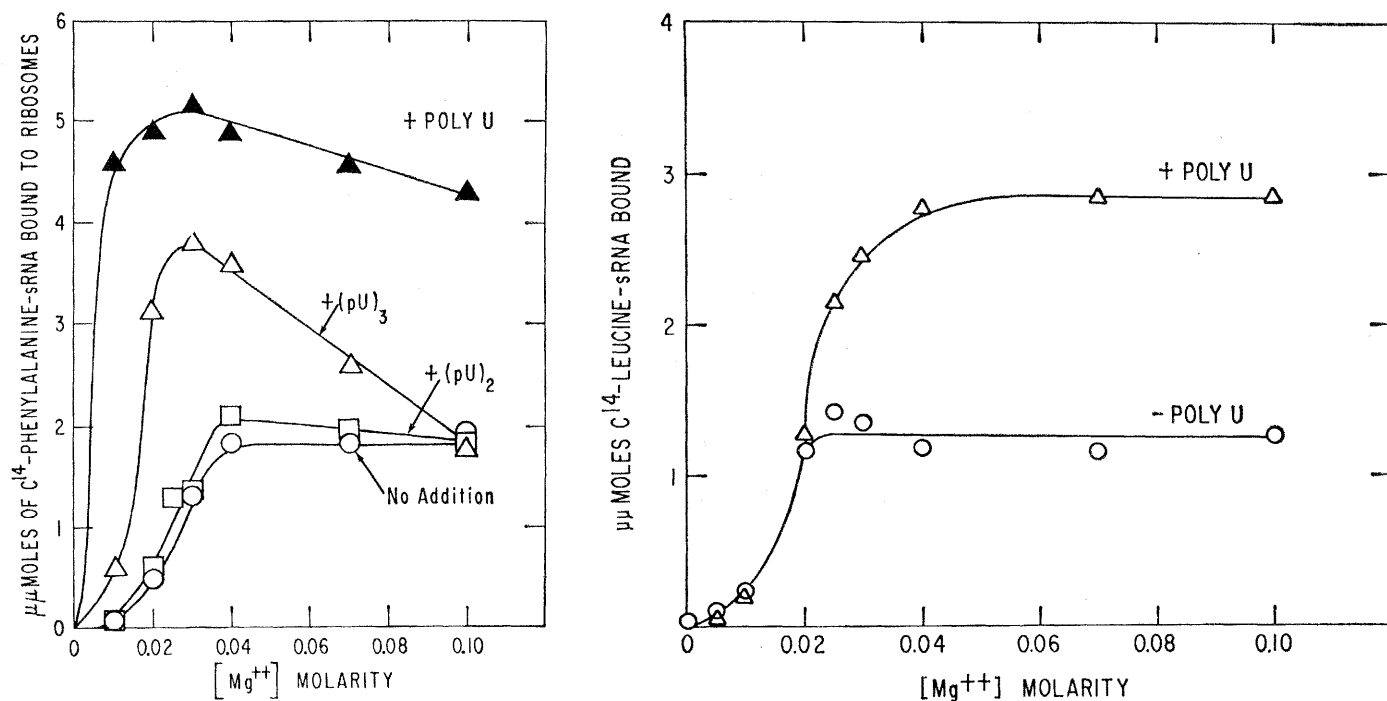 μμMOLES OF C¹⁴-PHENYLALANINE-sRNA BOUND TO RIBOSOMES
6
5
4
3
2
1
0
+ POLY U
+(pU)₃
+(pU)₂
No Addition
0 0.02 0.04 0.06 0.08 0.10
[Mg⁺⁺] MOLARITY
μμMOLES C¹⁴-LEUCINE-sRNA BOUND
4
3
2
1
+ POLY U
- POLY U
0 0.02 0.04 0.06 0.08 0.10
[Mg⁺⁺] MOLARITY